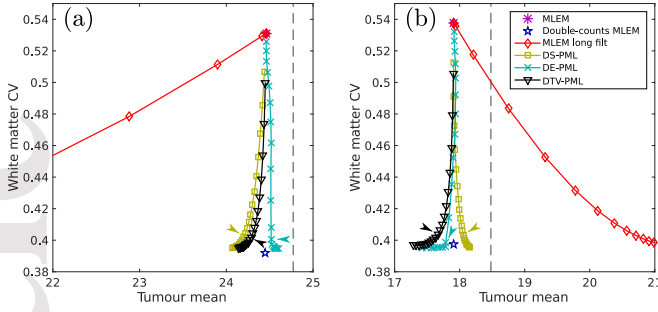 (a)
White matter CV
0.54
0.52
0.5
0.48
0.46
0.44
0.42
0.4
0.38
22 23 24 25
Tumour mean
(b)
White matter CV
0.54
0.52
0.5
0.48
0.46
0.44
0.42
0.4
0.38
17 18 19 20 21
Tumour mean
MLEM
Double-counts MLEM
MLEM long filt
DS-PML
DE-PML
DTV-PML